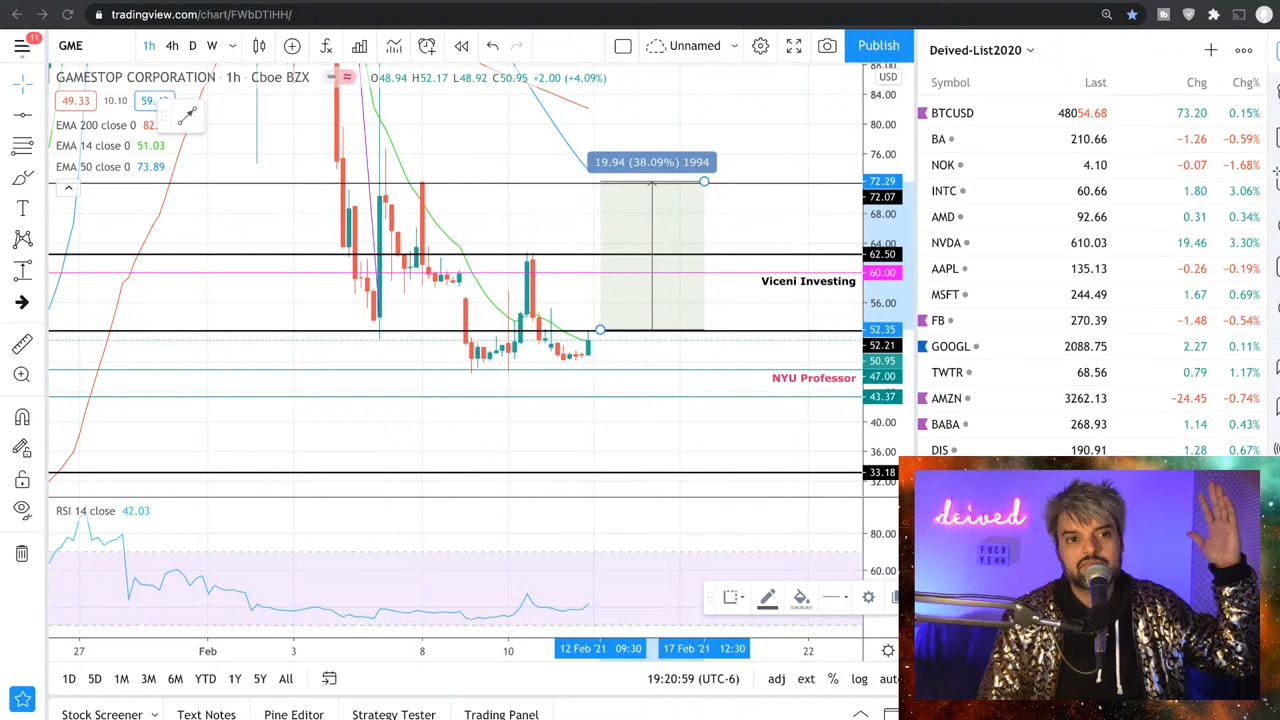 tradingview.com/chart/FWbDTIHH/
11
GME
1h 4h D W
Unnamed
Publish
GAMESTOP CORPORATION · 1h · Cboe BZX
O48.94 H52.17 L48.92 C50.95 +2.00 (+4.09%)
49.33 10.10
EMA 200 close 0
EMA 14 close 0 51.03
EMA 50 close 0 73.89
19.94 (38.09%) 1994
Viceni Investing
NYU Professor
USD
88.00
84.00
80.00
76.00
72.29
72.07
68.00
64.00
62.50
60.00
56.00
52.35
52.21
50.95
47.00
43.37
40.00
36.00
33.18
32.00
RSI 14 close 42.03
80.00
60.00
27 Feb 3 8 10 12 Feb '21 09:30 17 Feb '21 12:30 22
1D 5D 1M 3M 6M YTD 1Y 5Y All
19:20:59 (UTC-6)
adj ext % log
Stock Screener Text Notes Pine Editor Strategy Tester Trading Panel
Deived-List2020
Symbol Last Chg Chg%
BTCUSD 48054.68 73.20 0.15%
BA 210.66 −1.26 −0.59%
NOK 4.10 −0.07 −1.68%
INTC 60.66 1.80 3.06%
AMD 92.66 0.31 0.34%
NVDA 610.03 19.46 3.30%
AAPL 135.13 −0.26 −0.19%
MSFT 244.49 1.67 0.69%
FB 270.39 −1.48 −0.54%
GOOGL 2088.75 2.27 0.11%
TWTR 68.56 0.79 1.17%
AMZN 3262.13 −24.45 −0.74%
BABA 268.93 1.14 0.43%
DIS 190.91 1.28 0.67%
deived
FUCK
YEAH